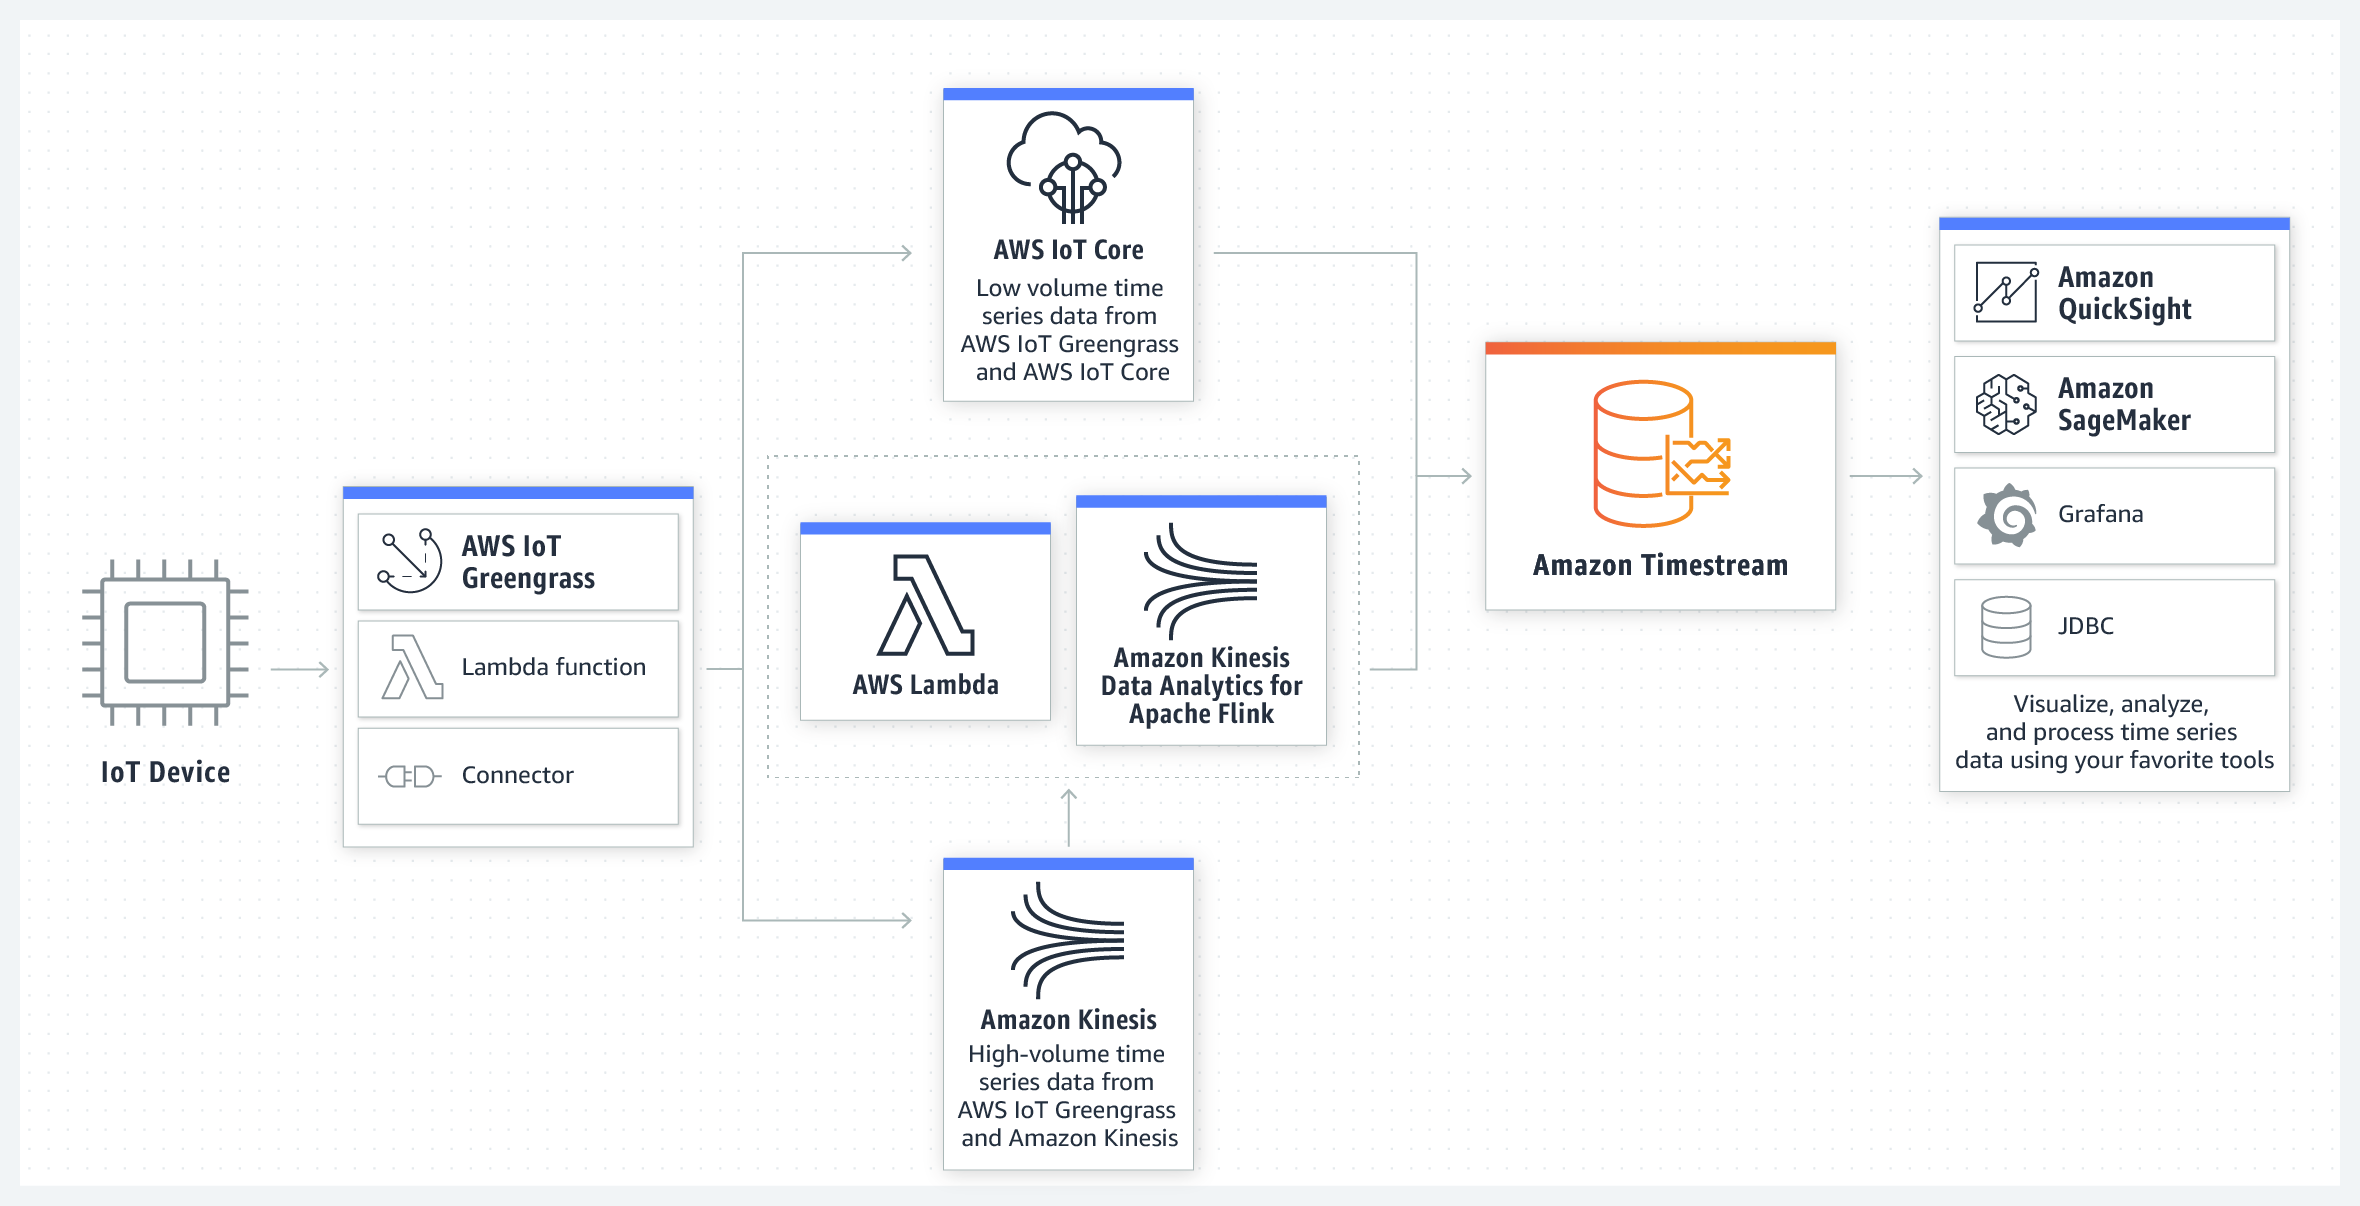 IoT Device
AWS IoT
Greengrass
Lambda function
Connector
AWS IoT Core
Low volume time
series data from
AWS IoT Greengrass
and AWS IoT Core
AWS Lambda
Amazon Kinesis
Data Analytics for
Apache Flink
Amazon Kinesis
High-volume time
series data from
AWS IoT Greengrass
and Amazon Kinesis
Amazon Timestream
Amazon
QuickSight
Amazon
SageMaker
Grafana
JDBC
Visualize, analyze,
and process time series
data using your favorite tools